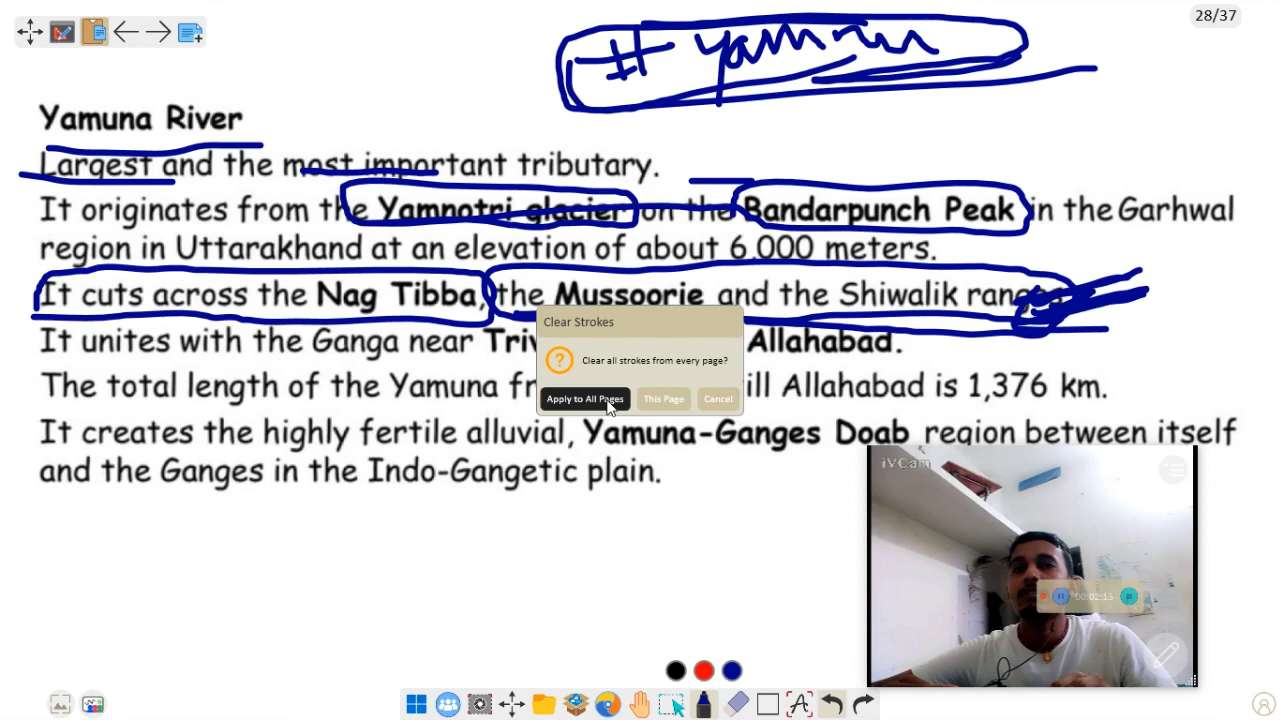 28/37
# yamuna
Yamuna River
Largest and the most important tributary.
It originates from the Yamnotri glacier on the Bandarpunch Peak in the Garhwal
region in Uttarakhand at an elevation of about 6,000 meters.
It cuts across the Nag Tibba, the Mussoorie and the Shiwalik ranges
It unites with the Ganga near Allahabad.
The total length of the Yamuna ill Allahabad is 1,376 km.
It creates the highly fertile alluvial, Yamuna-Ganges Doab region between itself
and the Ganges in the Indo-Gangetic plain.
Clear Strokes
Clear all strokes from every page?
Apply to All Pages This Page Cancel
iVCam
00:02:15